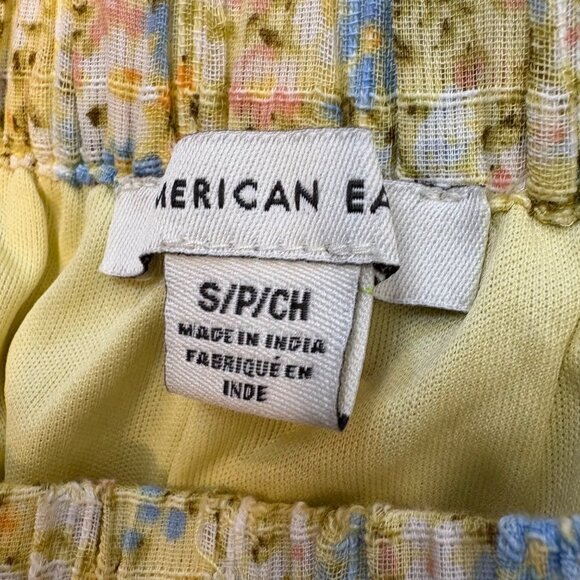 MERICAN EA
S/P/CH
MADE IN INDIA
FABRIQUÉ EN
INDE